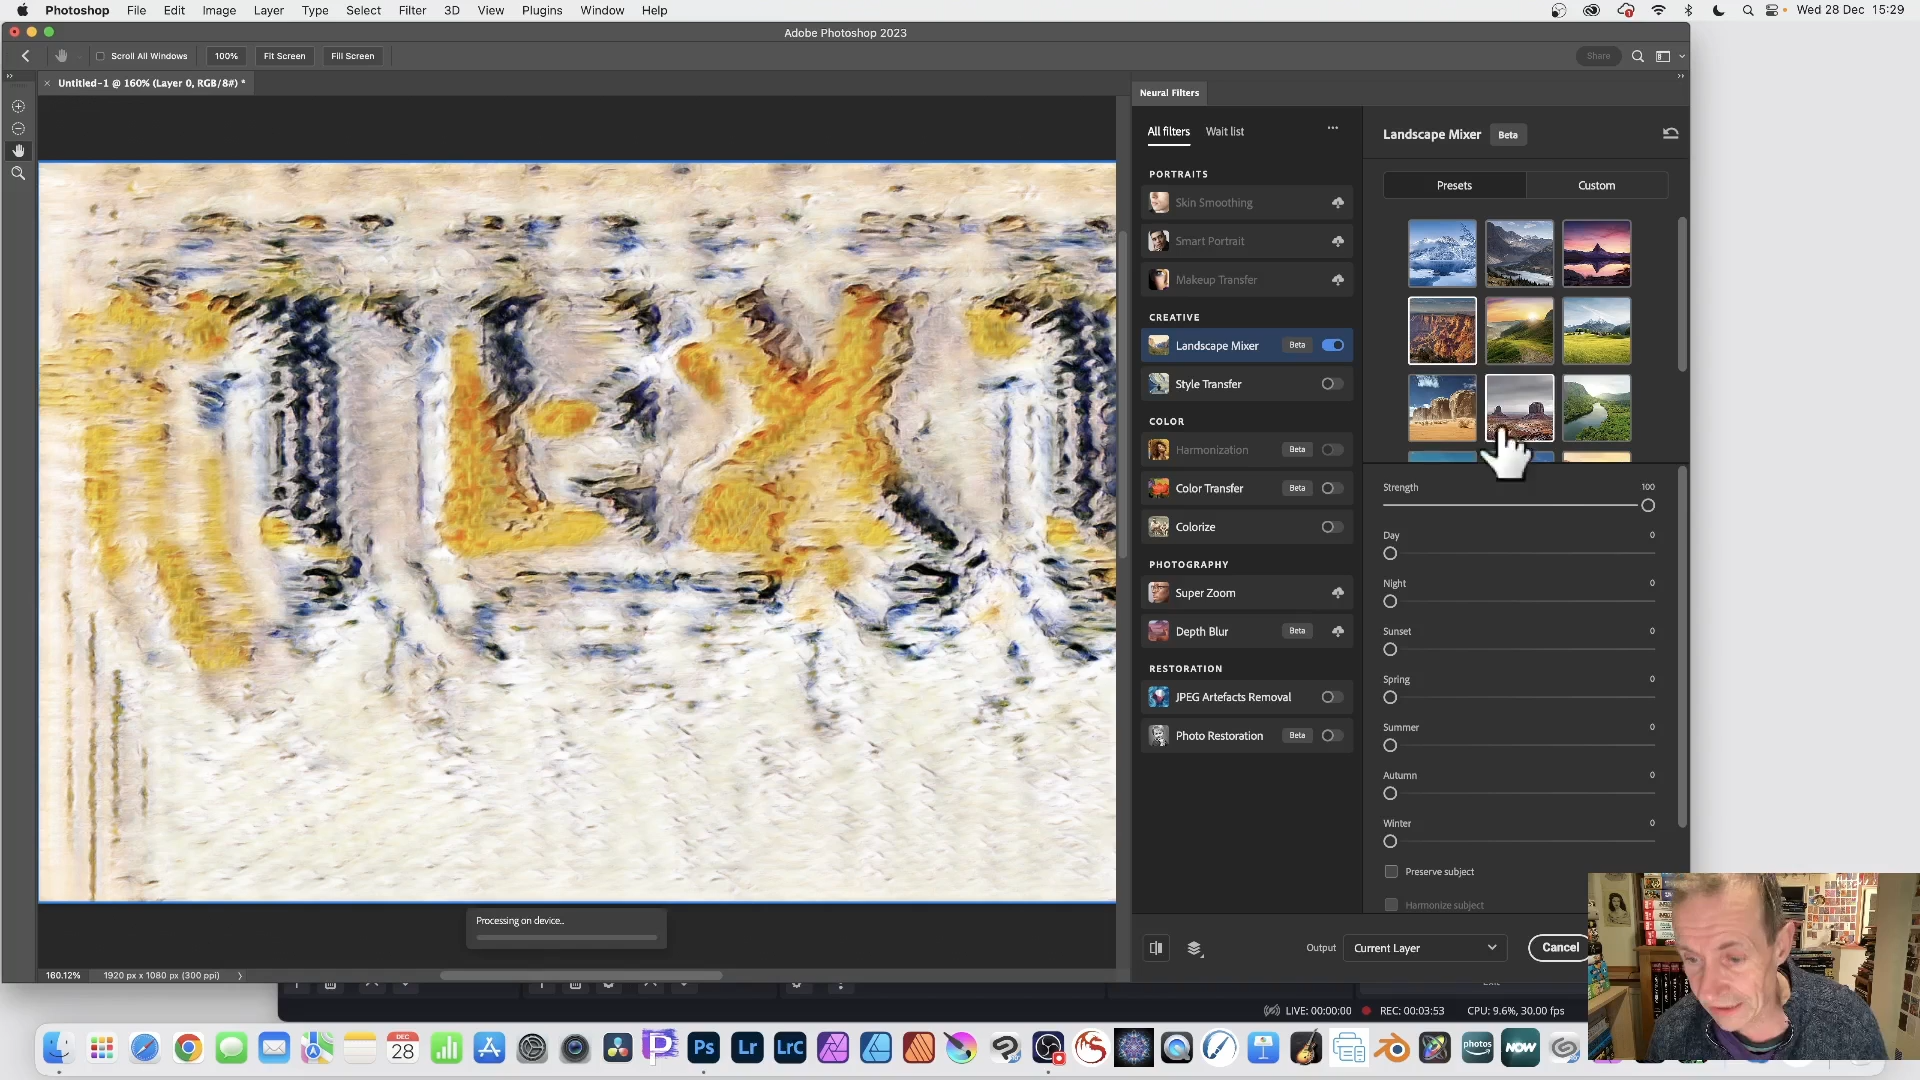 Photoshop File Edit Image Layer Type Select Filter 3D View Plugins Window Help
1
Wed 28 Dec 15:29
Adobe Photoshop 2023
Scroll All Windows 100% Fit Screen Fill Screen
Share
× Untitled-1 @ 160% (Layer 0, RGB/8#) *
Neural Filters
All filters Wait list
PORTRAITS
Skin Smoothing
Smart Portrait
Makeup Transfer
CREATIVE
Landscape Mixer Beta
Style Transfer
COLOR
Harmonization Beta
Color Transfer Beta
Colorize
PHOTOGRAPHY
Super Zoom
Depth Blur Beta
RESTORATION
JPEG Artefacts Removal
Photo Restoration Beta
Landscape Mixer Beta
Presets Custom
Strength 100
Day 0
Night 0
Sunset 0
Spring 0
Summer 0
Autumn 0
Winter 0
Preserve subject
Harmonize subject
TEXT
Processing on device..
Output Current Layer Cancel
160.12% 1920 px x 1080 px (300 ppi)
LIVE: 00:00:00 REC: 00:03:53 CPU: 9.6%, 30.00 fps
DEC
28
Ps Lr LrC
photos
NOW